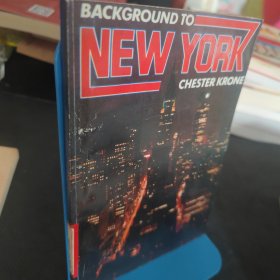 BACKGROUND TO
NEW YORK
CHESTER KRONE